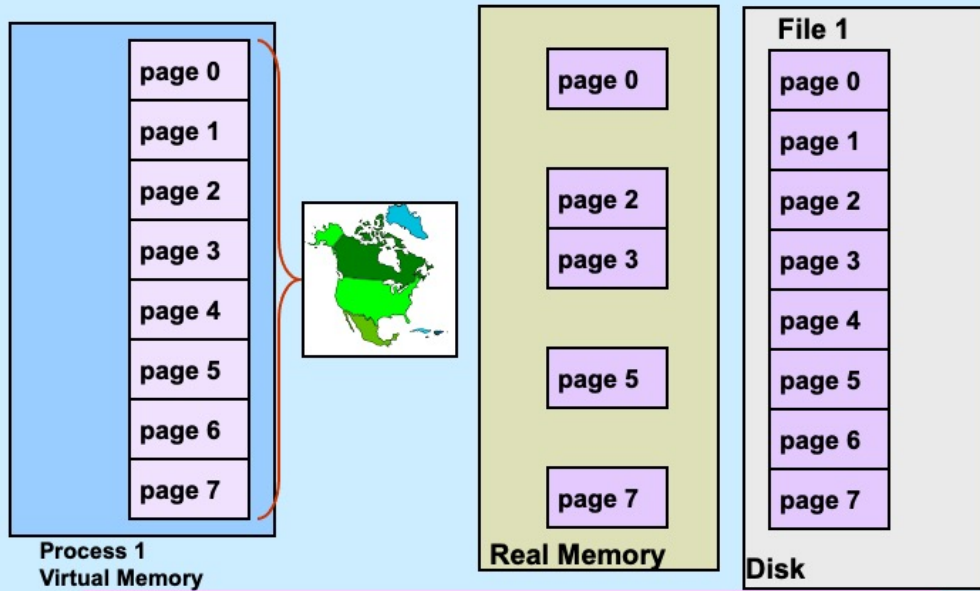 page 0
page 1
page 2
page 3
page 4
page 5
page 6
page 7
Process 1
Virtual Memory
page 0
page 2
page 3
page 5
page 7
Real Memory
File 1
page 0
page 1
page 2
page 3
page 4
page 5
page 6
page 7
Disk